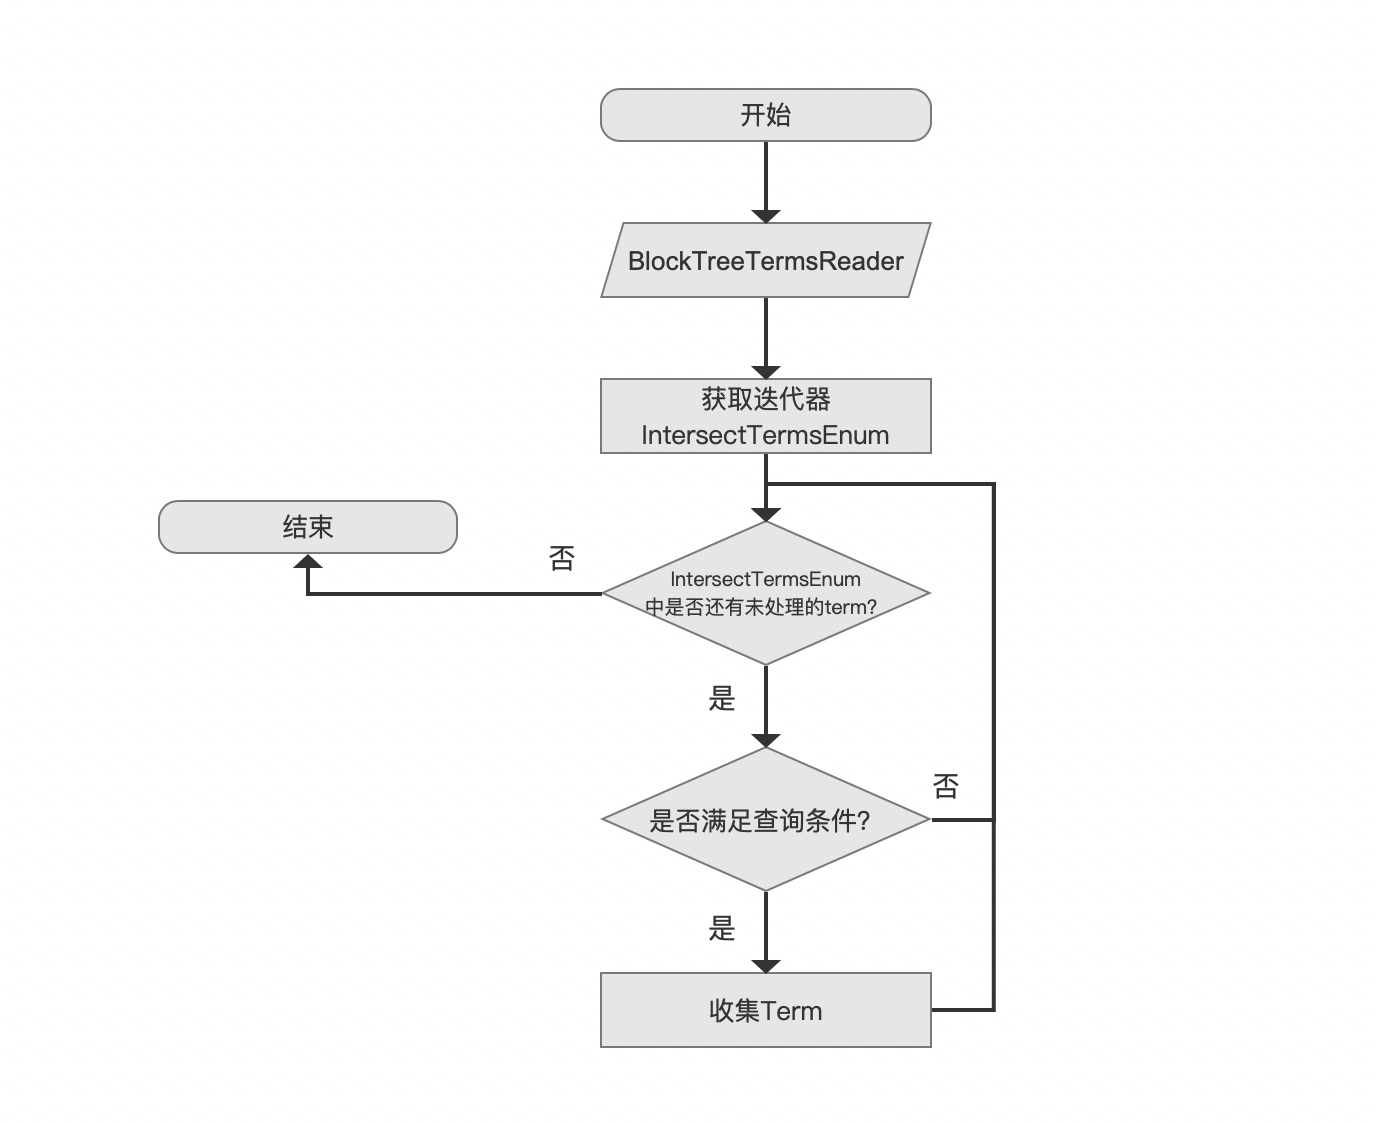 开始
BlockTreeTermsReader
获取迭代器
IntersectTermsEnum
结束
否
IntersectTermsEnum
中是否还有未处理的term?
是
否
是否满足查询条件?
是
收集Term